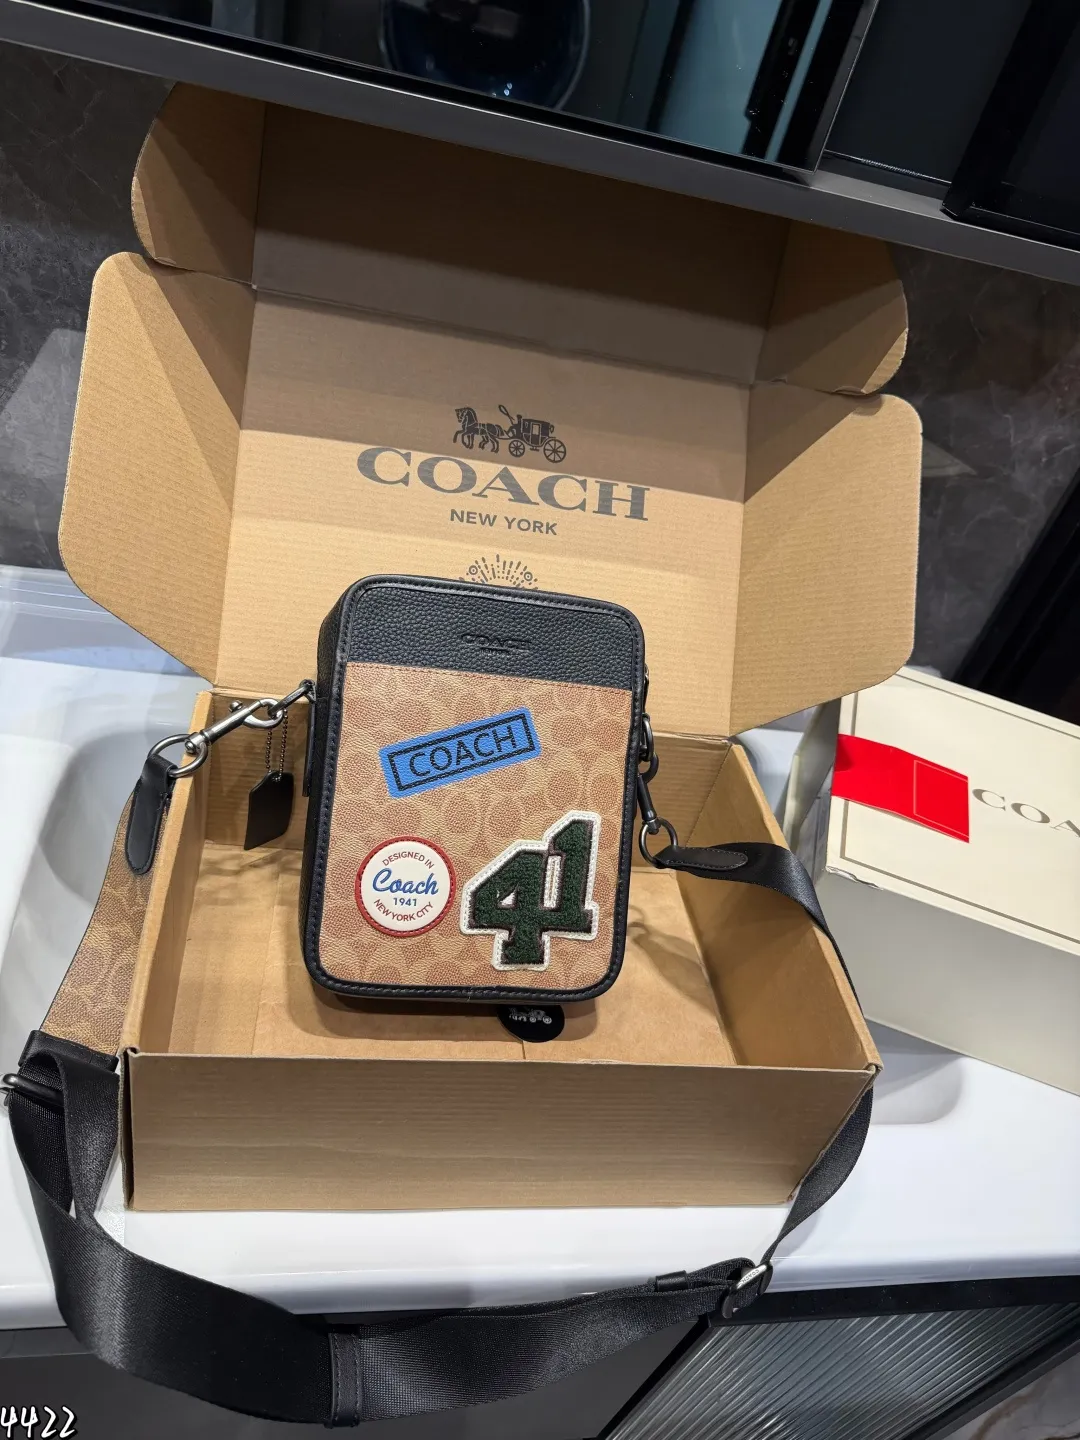 COACH
NEW YORK
COACH
COACH
DESIGNED IN
Coach
1941
NEW YORK CITY
41
COA
4422